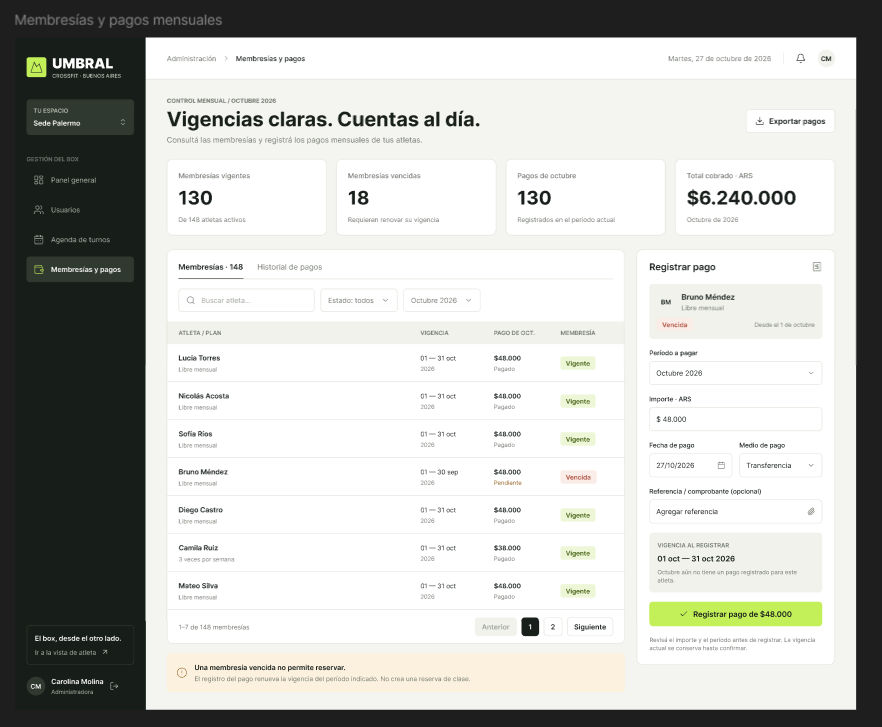 Membresías y pagos mensuales
UMBRAL
CROSSFIT · BUENOS AIRES
TU ESPACIO
Sede Palermo
GESTIÓN DEL BOX
Panel general
Usuarios
Agenda de turnos
Membresías y pagos
El box, desde el otro lado.
Ir a la vista de atleta
CM
Carolina Molina
Administradora
Administración
Membresías y pagos
Martes, 27 de octubre de 2026
CM
CONTROL MENSUAL / OCTUBRE 2026
Vigencias claras. Cuentas al día.
Consultá las membresías y registrá los pagos mensuales de tus atletas.
Exportar pagos
Membresías vigentes
130
De 148 atletas activos
Membresías vencidas
18
Requieren renovar su vigencia
Pagos de octubre
130
Registrados en el período actual
Total cobrado · ARS
$6.240.000
Octubre de 2026
Membresías · 148
Historial de pagos
Buscar atleta...
Estado: todos
Octubre 2026
ATLETA / PLAN VIGENCIA PAGO DE OCT. MEMBRESÍA
Lucía Torres 01 — 31 oct $48.000 Vigente
Libre mensual 2026 Pagado
Nicolás Acosta 01 — 31 oct $48.000 Vigente
Libre mensual 2026 Pagado
Sofía Ríos 01 — 31 oct $48.000 Vigente
Libre mensual 2026 Pagado
Bruno Méndez 01 — 30 sep $48.000 Vencida
Libre mensual 2026 Pendiente
Diego Castro 01 — 31 oct $48.000 Vigente
Libre mensual 2026 Pagado
Camila Ruiz 01 — 31 oct $38.000 Vigente
3 veces por semana 2026 Pagado
Mateo Silva 01 — 31 oct $48.000 Vigente
Libre mensual 2026 Pagado
1–7 de 148 membresías
Anterior 1 2 Siguiente
Una membresía vencida no permite reservar.
El registro del pago renueva la vigencia del período indicado. No crea una reserva de clase.
Registrar pago
BM
Bruno Méndez
Libre mensual
Vencida
Desde el 1 de octubre
Período a pagar
Octubre 2026
Importe · ARS
$ 48.000
Fecha de pago
27/10/2026
Medio de pago
Transferencia
Referencia / comprobante (opcional)
Agregar referencia
VIGENCIA AL REGISTRAR
01 oct — 31 oct 2026
Octubre aún no tiene un pago registrado para este
atleta.
Registrar pago de $48.000
Revisá el importe y el período antes de registrar. La vigencia
actual se conserva hasta confirmar.